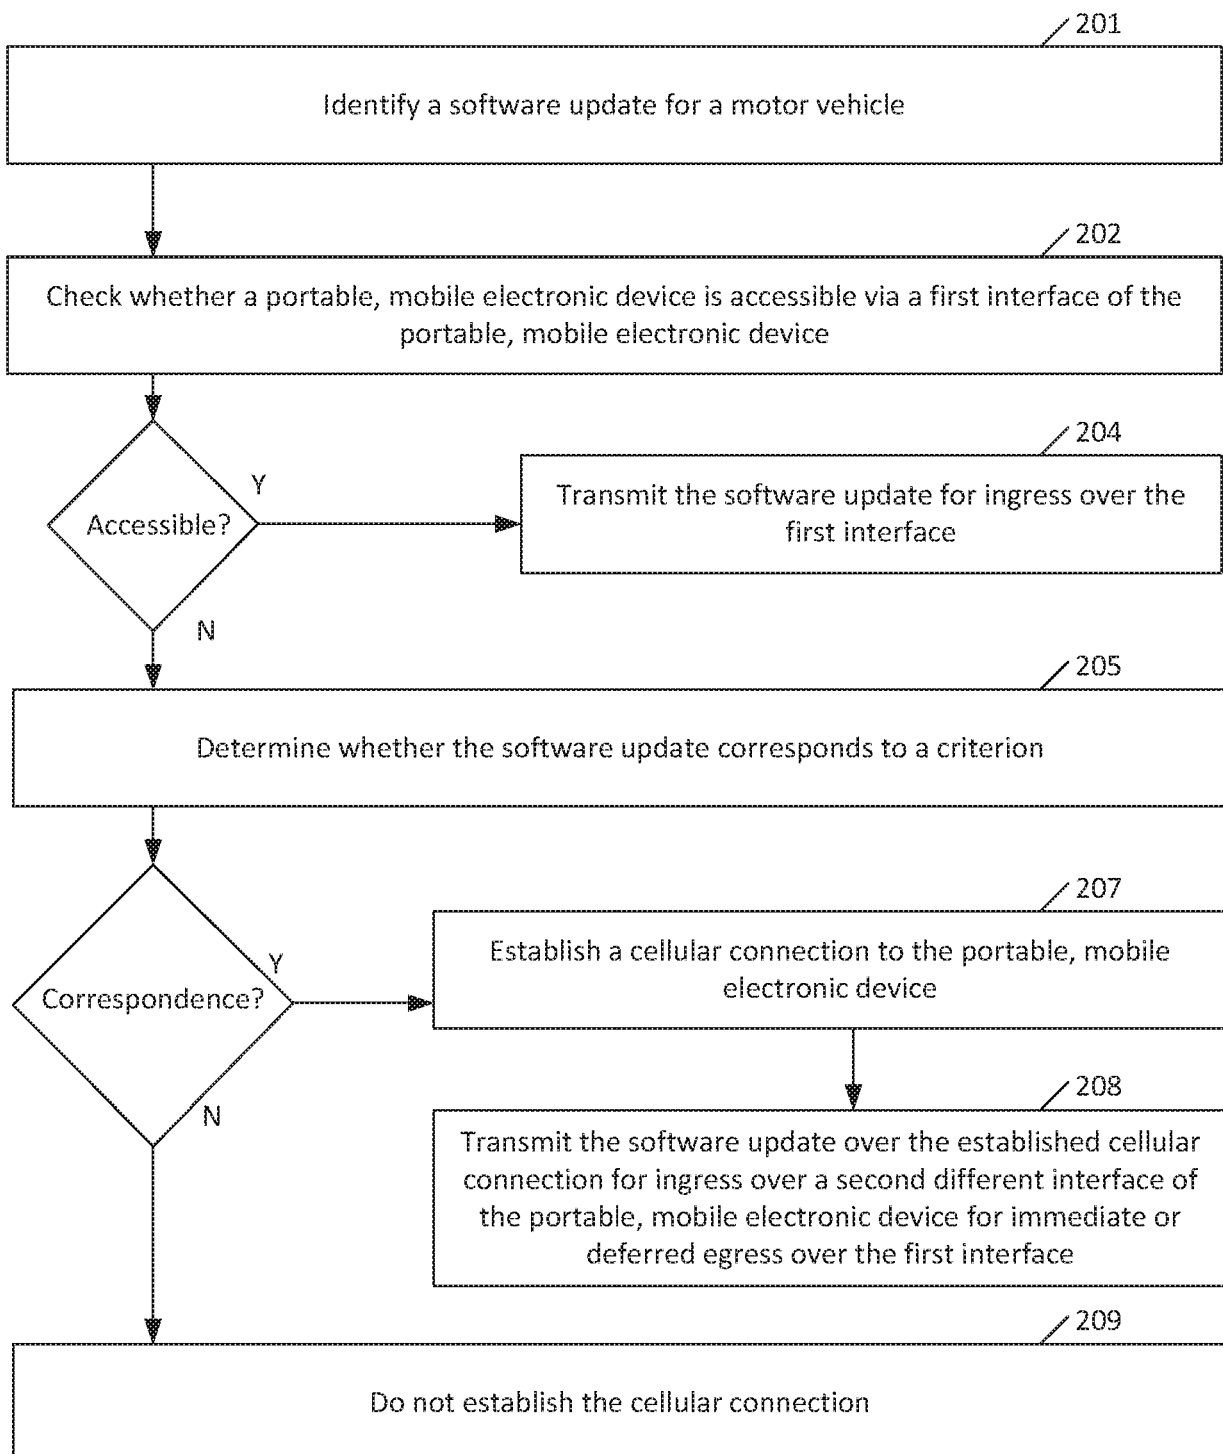 201
Identify a software update for a motor vehicle
202
Check whether a portable, mobile electronic device is accessible via a first interface of the
portable, mobile electronic device
204
Y
Transmit the software update for ingress over the
first interface
Accessible?
N
205
Determine whether the software update corresponds to a criterion
207
Y
Establish a cellular connection to the portable, mobile
electronic device
Correspondence?
N
208
Transmit the software update over the established cellular
connection for ingress over a second different interface of
the portable, mobile electronic device for immediate or
deferred egress over the first interface
209
Do not establish the cellular connection